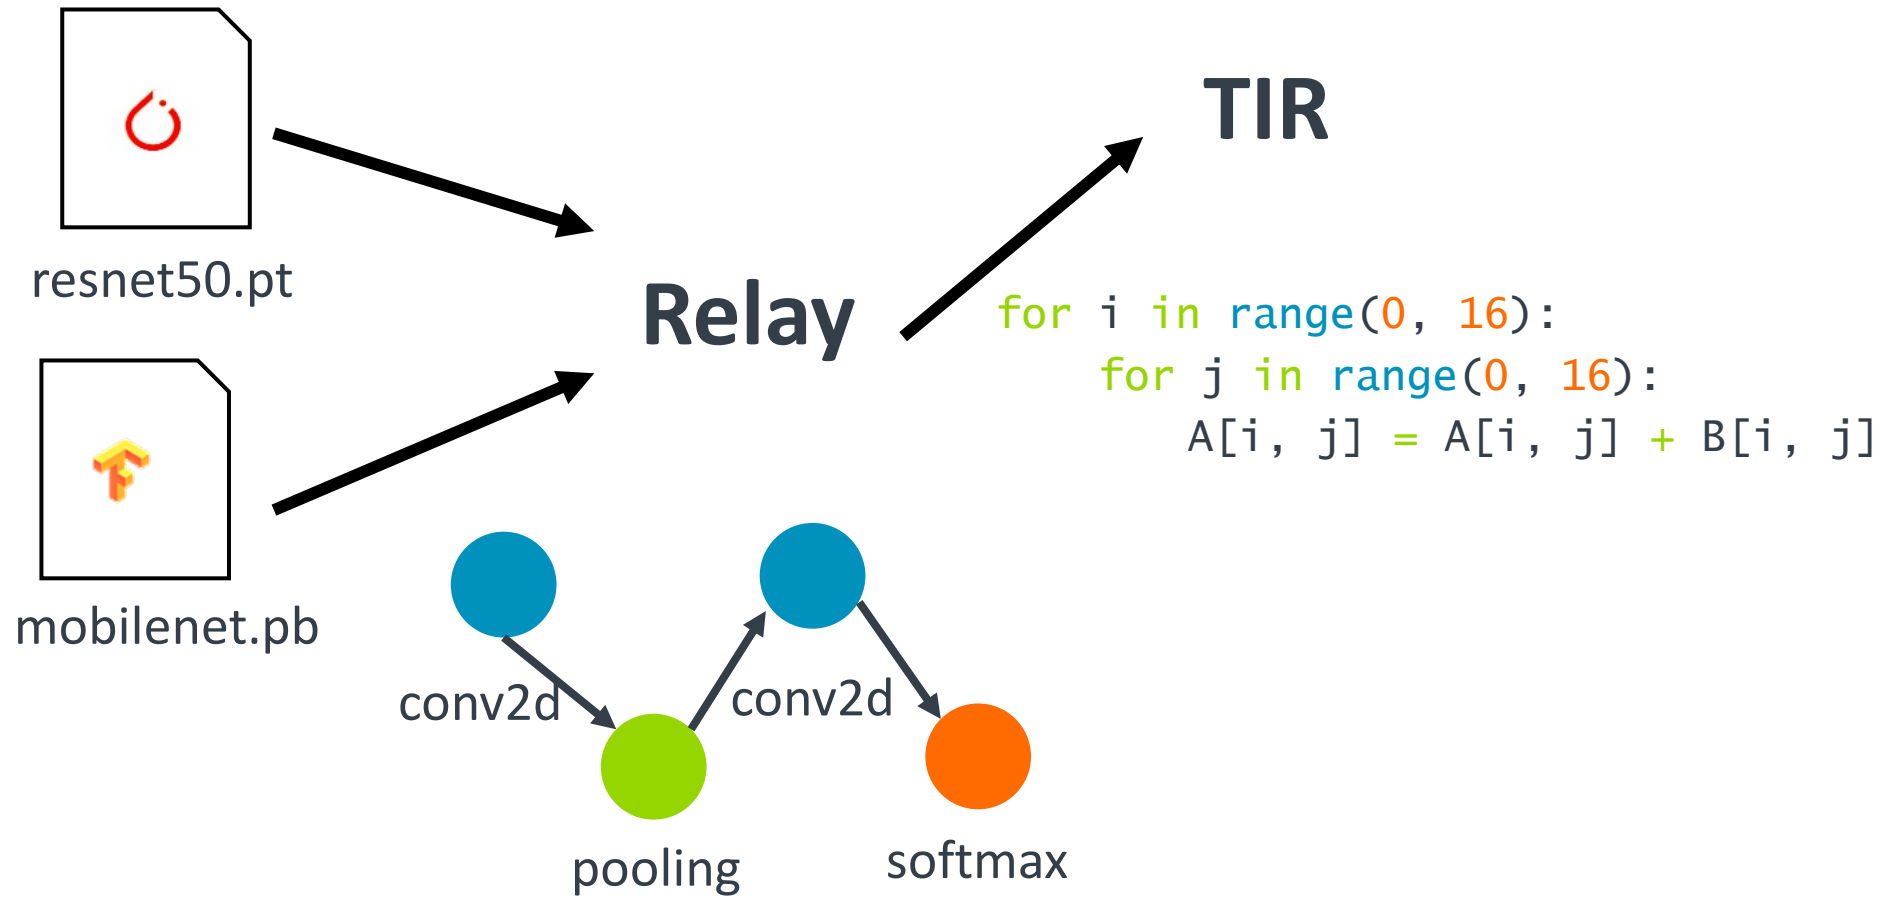 resnet50.pt
mobilenet.pb
Relay
conv2d
pooling
conv2d
softmax
TIR
for i in range(0, 16):
    for j in range(0, 16):
        A[i, j] = A[i, j] + B[i, j]